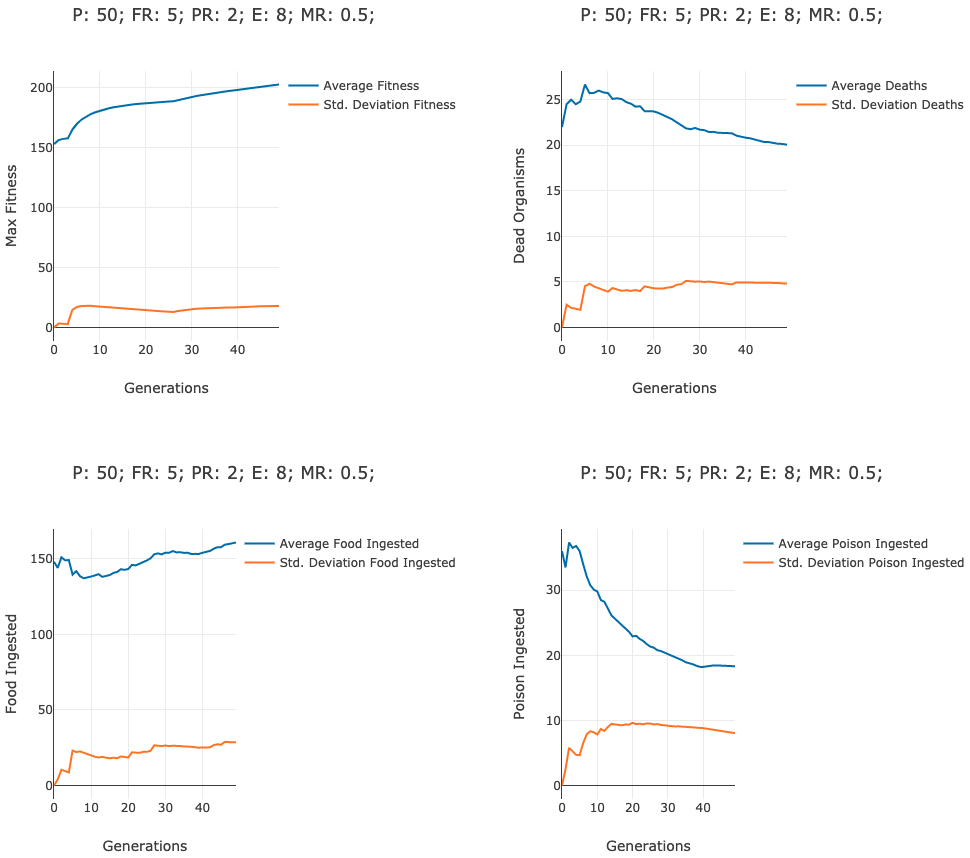 P: 50; FR: 5; PR: 2; E: 8; MR: 0.5;
Average Fitness
Std. Deviation Fitness
Max Fitness
200
150
100
50
0
0 10 20 30 40
Generations
P: 50; FR: 5; PR: 2; E: 8; MR: 0.5;
Average Deaths
Std. Deviation Deaths
Dead Organisms
25
20
15
10
5
0
0 10 20 30 40
Generations
P: 50; FR: 5; PR: 2; E: 8; MR: 0.5;
Average Food Ingested
Std. Deviation Food Ingested
Food Ingested
150
100
50
0
0 10 20 30 40
Generations
P: 50; FR: 5; PR: 2; E: 8; MR: 0.5;
Average Poison Ingested
Std. Deviation Poison Ingested
Poison Ingested
30
20
10
0
0 10 20 30 40
Generations